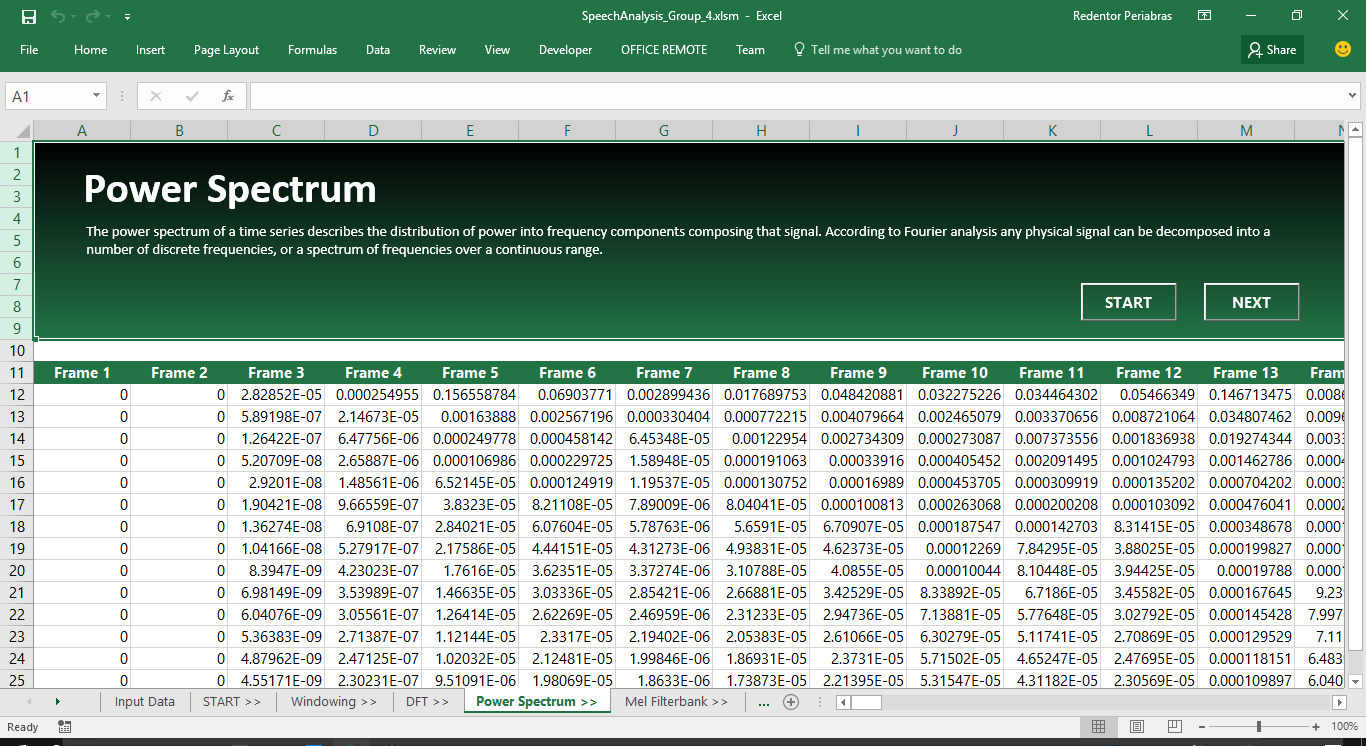 SpeechAnalysis_Group_4.xlsm - Excel
Redentor Periabras
File Home Insert Page Layout Formulas Data Review View Developer OFFICE REMOTE Team Tell me what you want to do Share
A1 fx
A B C D E F G H I J K L M N
1
2
3
4
5
6
7
8
9
Power Spectrum
The power spectrum of a time series describes the distribution of power into frequency components composing that signal. According to Fourier analysis any physical signal can be decomposed into a
number of discrete frequencies, or a spectrum of frequencies over a continuous range.
START NEXT
10
11 Frame 1 Frame 2 Frame 3 Frame 4 Frame 5 Frame 6 Frame 7 Frame 8 Frame 9 Frame 10 Frame 11 Frame 12 Frame 13 Fram
12 0 0 2.82852E-05 0.000254955 0.156558784 0.06903771 0.002899436 0.017689753 0.048420881 0.032275226 0.034464302 0.05466349 0.146713475 0.008
13 0 0 5.89198E-07 2.14673E-05 0.00163888 0.002567196 0.000330404 0.000772215 0.004079664 0.002465079 0.003370656 0.008721064 0.034807462 0.009
14 0 0 1.26422E-07 6.47756E-06 0.000249778 0.000458142 6.45348E-05 0.00122954 0.002734309 0.000273087 0.007373556 0.001836938 0.019274344 0.003
15 0 0 5.20709E-08 2.65887E-06 0.000106986 0.000229725 1.58948E-05 0.000191063 0.00033916 0.000405452 0.002091495 0.001024793 0.001462786 0.000
16 0 0 2.9201E-08 1.48561E-06 6.52145E-05 0.000124919 1.19537E-05 0.000130752 0.00016989 0.000453705 0.000309919 0.000135202 0.000704202 0.000
17 0 0 1.90421E-08 9.66559E-07 3.8323E-05 8.21108E-05 7.89009E-06 8.04041E-05 0.000100813 0.000263068 0.000200208 0.000103092 0.000476041 0.000
18 0 0 1.36274E-08 6.9108E-07 2.84021E-05 6.07604E-05 5.78763E-06 5.6591E-05 6.70907E-05 0.000187547 0.000142703 8.31415E-05 0.000348678 0.000
19 0 0 1.04166E-08 5.27917E-07 2.17586E-05 4.44151E-05 4.31273E-06 4.93831E-05 4.62373E-05 0.00012269 7.84295E-05 3.88025E-05 0.000199827 0.000
20 0 0 8.3947E-09 4.23023E-07 1.7616E-05 3.62351E-05 3.37274E-06 3.10788E-05 4.0855E-05 0.00010044 8.10448E-05 3.94425E-05 0.00019788 0.000
21 0 0 6.98149E-09 3.53989E-07 1.46635E-05 3.03336E-05 2.85421E-06 2.66881E-05 3.42529E-05 8.33892E-05 6.7186E-05 3.45582E-05 0.000167645 9.23
22 0 0 6.04076E-09 3.05561E-07 1.26414E-05 2.62269E-05 2.46959E-06 2.31233E-05 2.94736E-05 7.13881E-05 5.77648E-05 3.02792E-05 0.000145428 7.997
23 0 0 5.36383E-09 2.71387E-07 1.12144E-05 2.3317E-05 2.19402E-06 2.05383E-05 2.61066E-05 6.30279E-05 5.11741E-05 2.70869E-05 0.000129529 7.11
24 0 0 4.87962E-09 2.47125E-07 1.02032E-05 2.12481E-05 1.99846E-06 1.86931E-05 2.3731E-05 5.71502E-05 4.65247E-05 2.47695E-05 0.000118151 6.483
25 0 0 4.55171E-09 2.30231E-07 9.51091E-06 1.98069E-05 1.8633E-06 1.73873E-05 2.21395E-05 5.31547E-05 4.31182E-05 2.30569E-05 0.000109897 6.040
Input Data START >> Windowing >> DFT >> Power Spectrum >> Mel Filterbank >> ...
Ready 100%